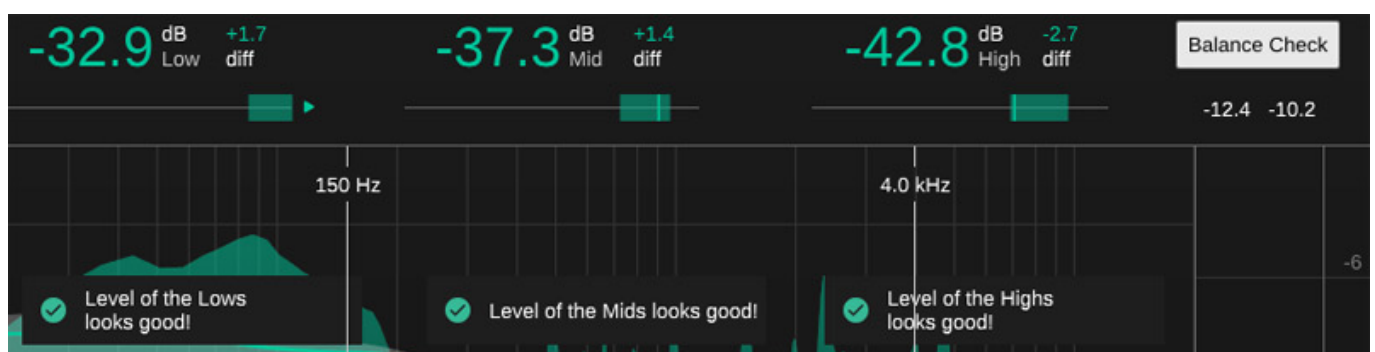 -32.9 dB Low +1.7 diff
-37.3 dB Mid +1.4 diff
-42.8 dB High -2.7 diff
Balance Check
-12.4 -10.2
150 Hz
4.0 kHz
-6
Level of the Lows
looks good!
Level of the Mids looks good!
Level of the Highs
looks good!